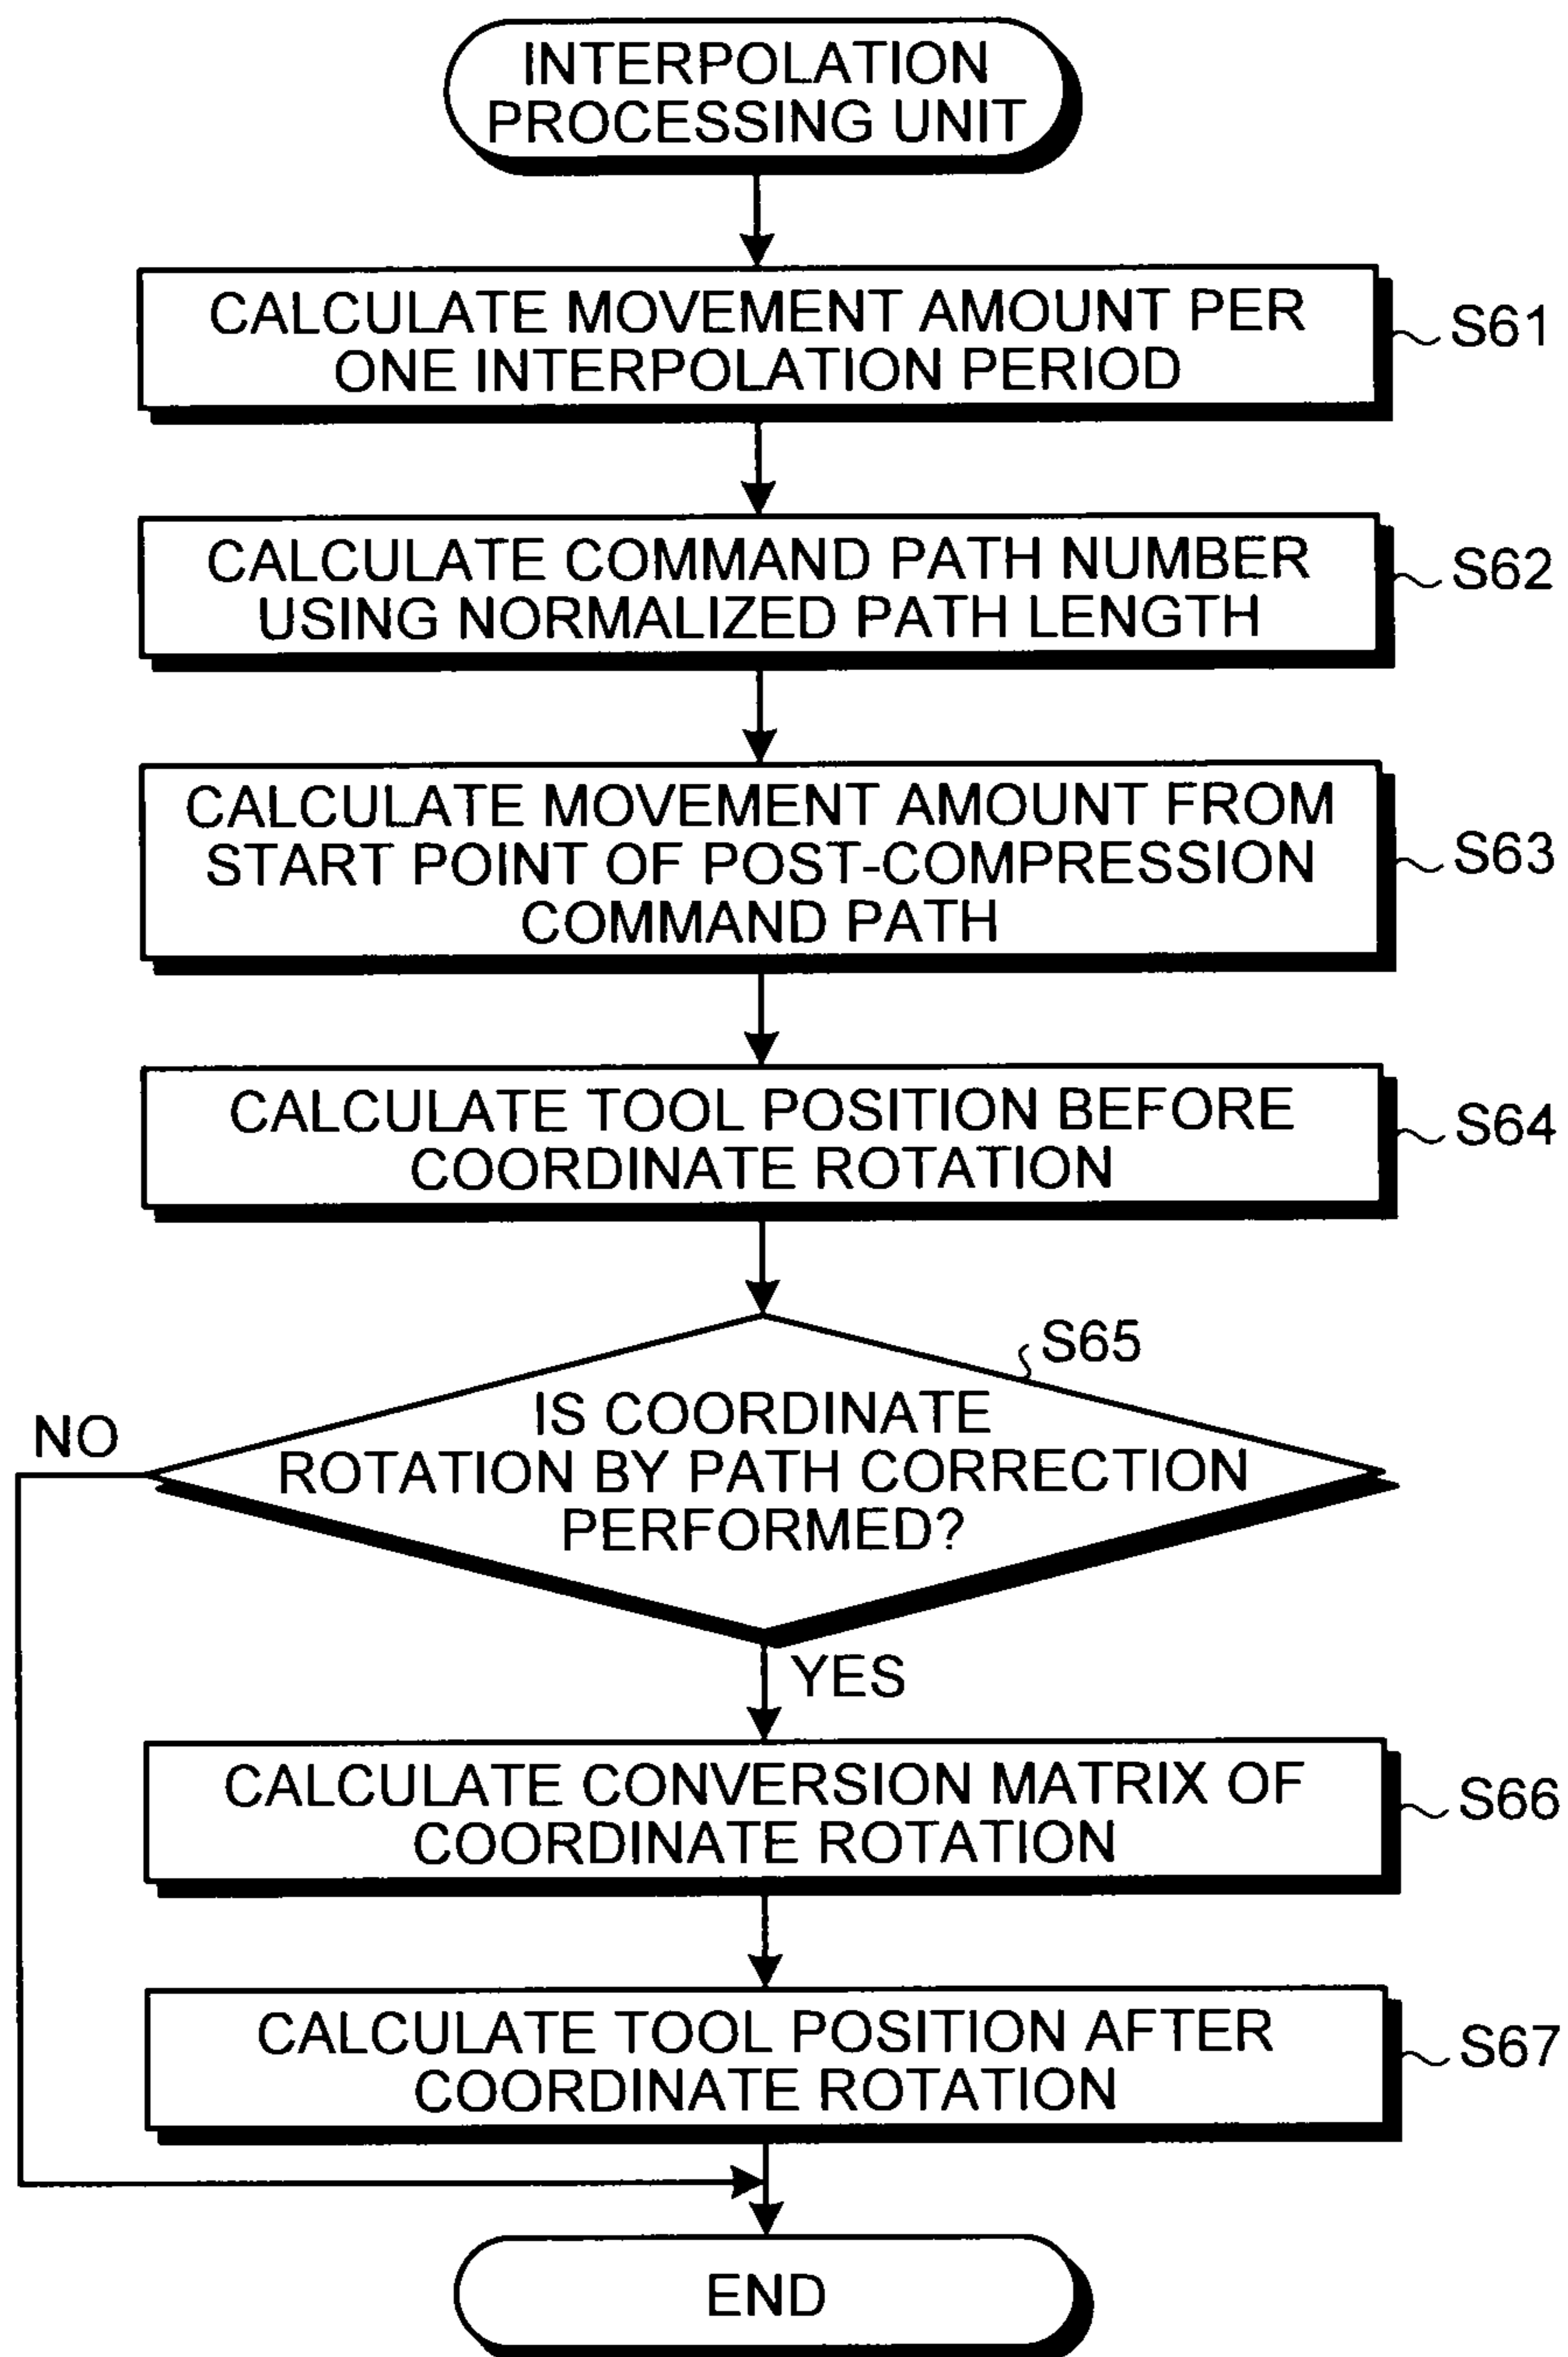 INTERPOLATION
PROCESSING UNIT
CALCULATE MOVEMENT AMOUNT PER
ONE INTERPOLATION PERIOD
S61
CALCULATE COMMAND PATH NUMBER
USING NORMALIZED PATH LENGTH
S62
CALCULATE MOVEMENT AMOUNT FROM
START POINT OF POST-COMPRESSION
COMMAND PATH
S63
CALCULATE TOOL POSITION BEFORE
COORDINATE ROTATION
S64
S65
IS COORDINATE
ROTATION BY PATH CORRECTION
PERFORMED?
NO
YES
CALCULATE CONVERSION MATRIX OF
COORDINATE ROTATION
S66
CALCULATE TOOL POSITION AFTER
COORDINATE ROTATION
S67
END